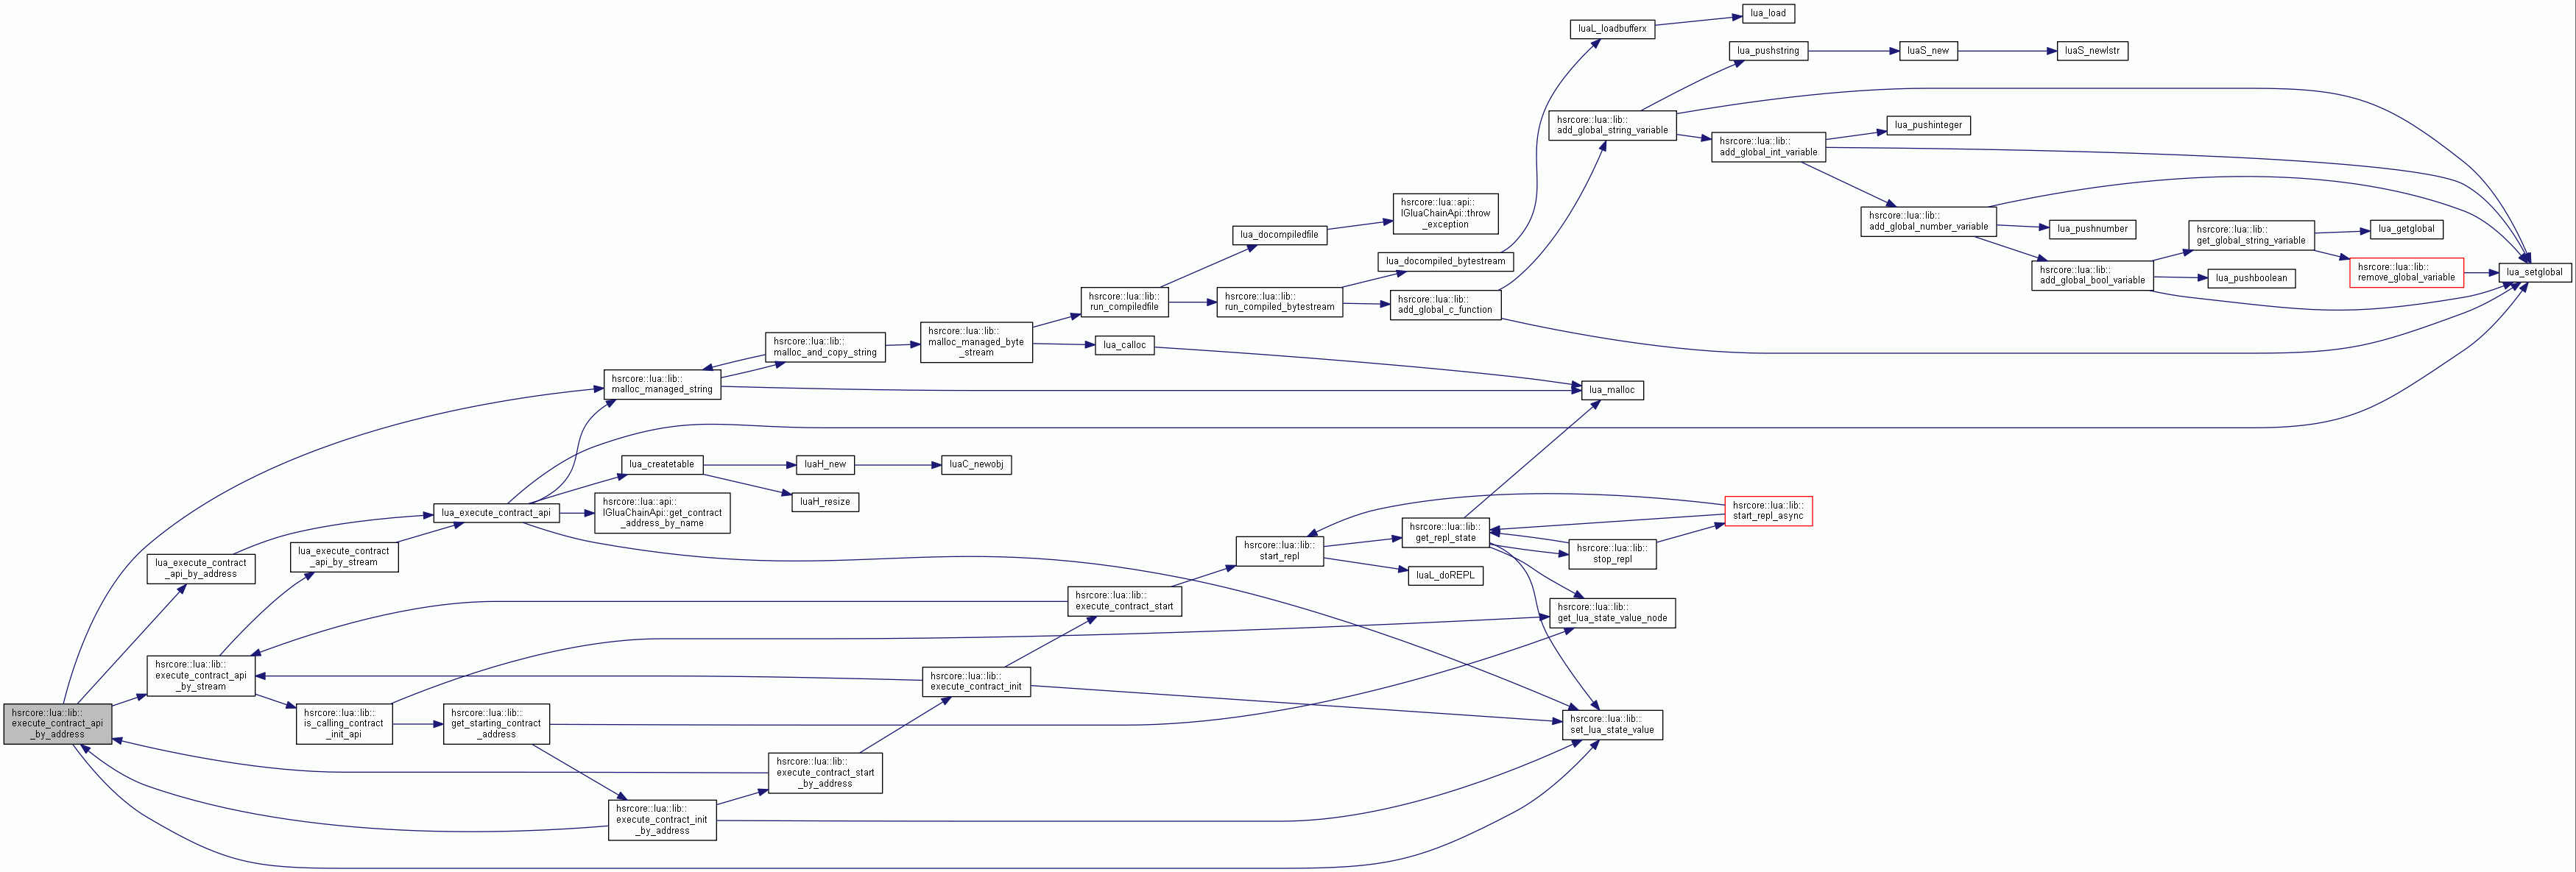 hsrcore::lua::lib::
execute_contract_api
_by_address
lua_execute_contract
_api_by_address
hsrcore::lua::lib::
execute_contract_api
_by_stream
lua_execute_contract
_api_by_stream
hsrcore::lua::lib::
is_calling_contract
_init_api
lua_execute_contract_api
hsrcore::lua::lib::
get_starting_contract
_address
hsrcore::lua::lib::
malloc_managed_string
lua_createtable
hsrcore::lua::api::
IGluaChainApi::get_contract
_address_by_name
hsrcore::lua::lib::
execute_contract_init
_by_address
hsrcore::lua::lib::
malloc_and_copy_string
luaH_new
luaH_resize
hsrcore::lua::lib::
execute_contract_start
_by_address
hsrcore::lua::lib::
malloc_managed_byte
_stream
luaC_newobj
hsrcore::lua::lib::
execute_contract_init
hsrcore::lua::lib::
run_compiledfile
lua_calloc
hsrcore::lua::lib::
execute_contract_start
lua_docompiledfile
hsrcore::lua::lib::
run_compiled_bytestream
hsrcore::lua::lib::
start_repl
hsrcore::lua::api::
IGluaChainApi::throw
_exception
lua_docompiled_bytestream
hsrcore::lua::lib::
add_global_c_function
hsrcore::lua::lib::
get_repl_state
luaL_doREPL
luaL_loadbufferx
hsrcore::lua::lib::
add_global_string_variable
lua_malloc
hsrcore::lua::lib::
stop_repl
hsrcore::lua::lib::
get_lua_state_value_node
hsrcore::lua::lib::
set_lua_state_value
lua_load
lua_pushstring
hsrcore::lua::lib::
add_global_int_variable
hsrcore::lua::lib::
start_repl_async
luaS_new
lua_pushinteger
hsrcore::lua::lib::
add_global_number_variable
luaS_newlstr
lua_pushnumber
hsrcore::lua::lib::
add_global_bool_variable
hsrcore::lua::lib::
get_global_string_variable
lua_pushboolean
lua_getglobal
hsrcore::lua::lib::
remove_global_variable
lua_setglobal